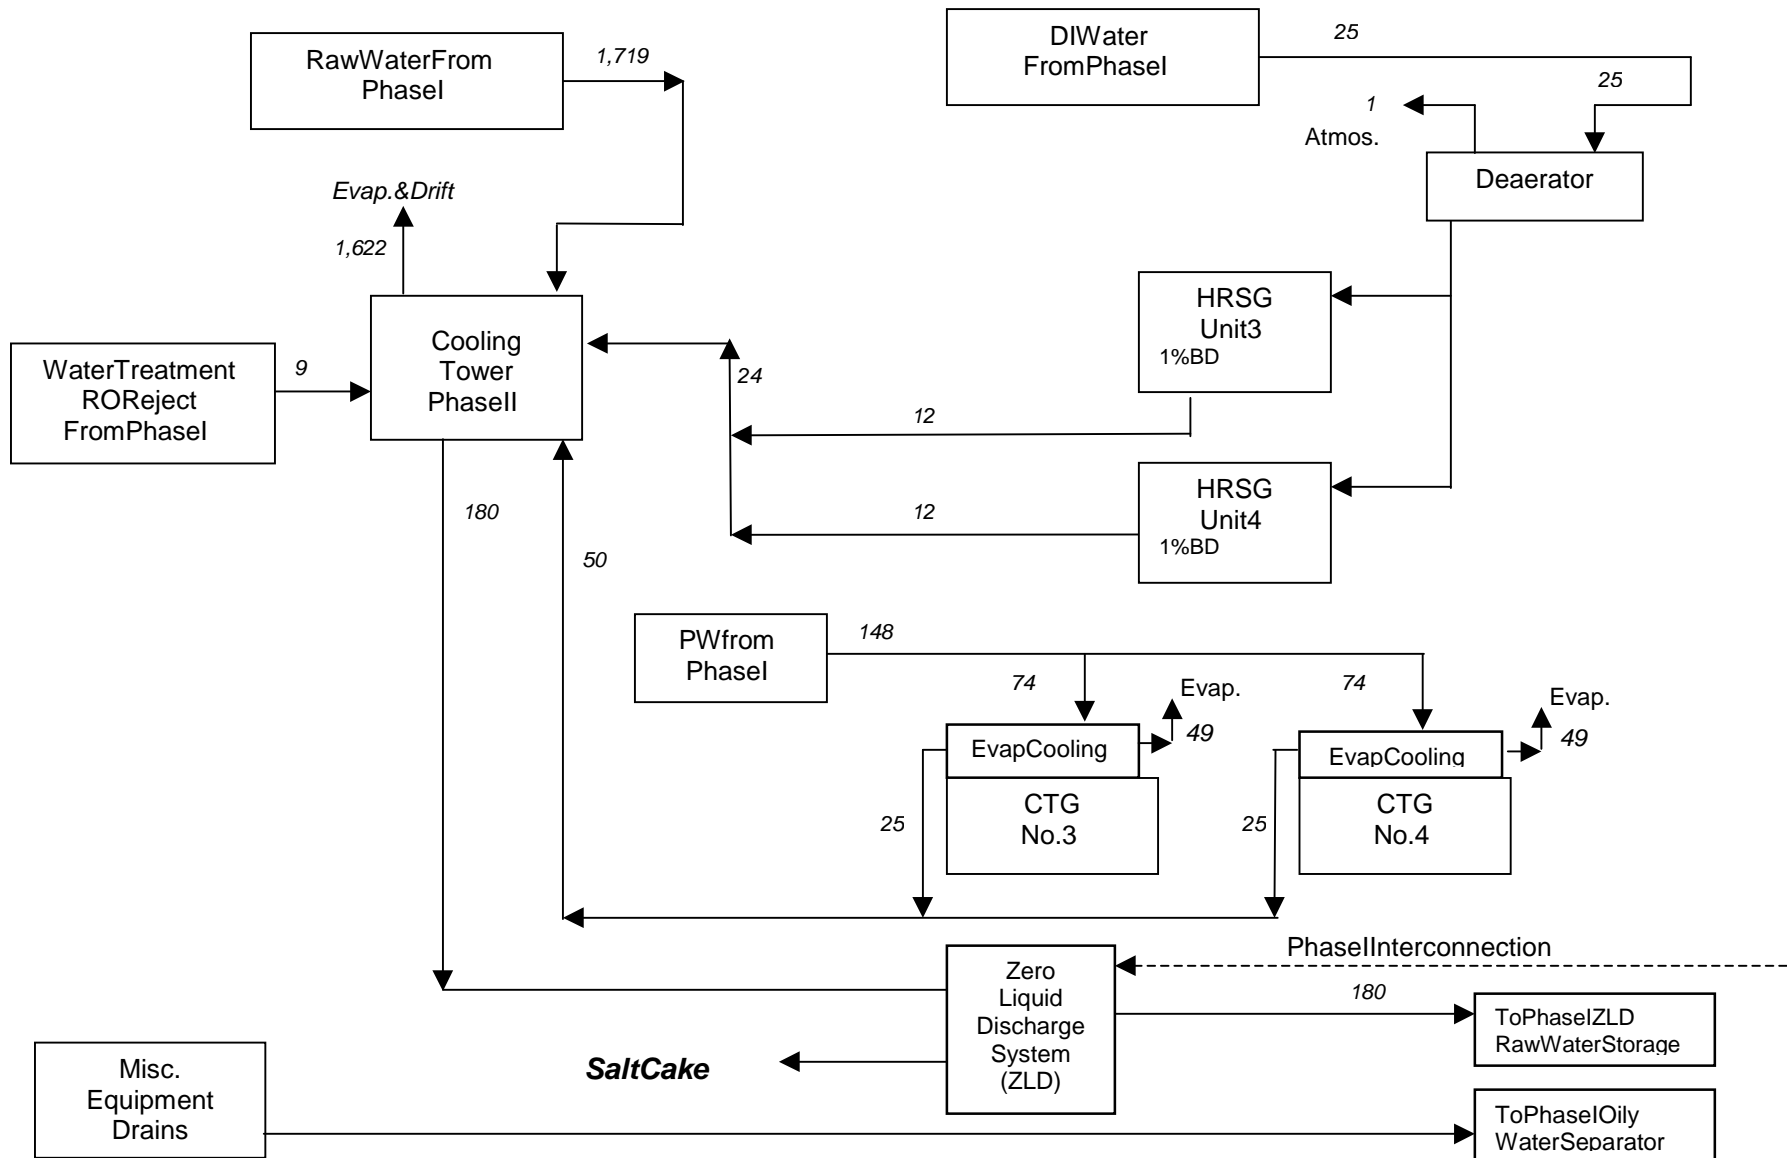 RawWaterFrom
PhaseI
1,719
DIWater
FromPhaseI
25
25
1
Atmos.
Deaerator
Evap.&Drift
1,622
Cooling
Tower
PhaseII
WaterTreatment
ROReject
FromPhaseI
9
HRSG
Unit3
1%BD
24
12
HRSG
Unit4
1%BD
12
180
50
PWfrom
PhaseI
148
74
Evap.
49
74
Evap.
49
EvapCooling
CTG
No.3
25
EvapCooling
CTG
No.4
25
PhaseIInterconnection
Zero
Liquid
Discharge
System
(ZLD)
180
ToPhaseIZLD
RawWaterStorage
SaltCake
Misc.
Equipment
Drains
ToPhaseIOily
WaterSeparator